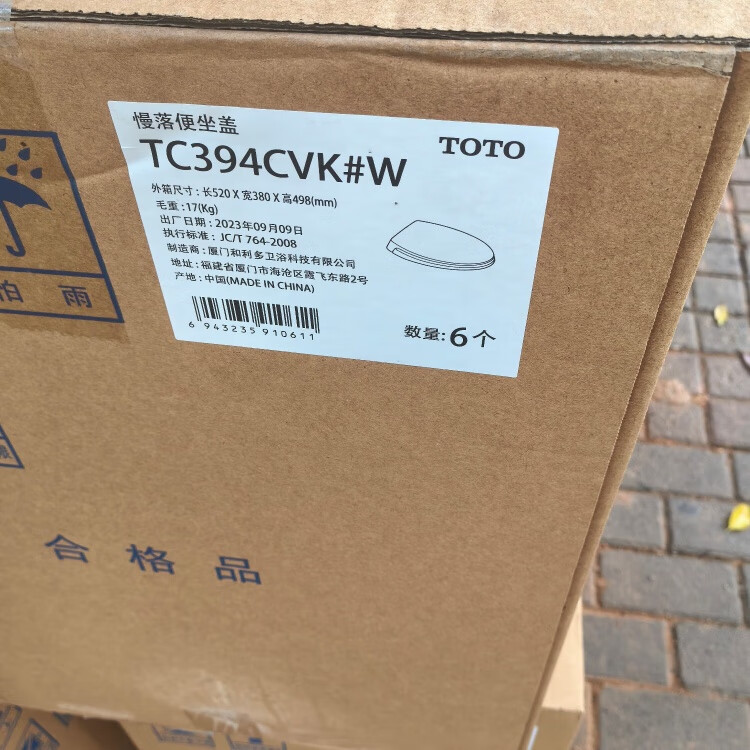 慢落便坐盖
TOTO
TC394CVK#W
外箱尺寸：长520 X 宽380 X 高498(mm)
毛重：17(Kg)
出厂日期：2023年09月09日
执行标准：JC/T 764-2008
制造商：厦门和利多卫浴科技有限公司
地址：福建省厦门市海沧区霞飞东路2号
产地：中国(MADE IN CHINA)
6 943235 910611
数量：6个
怕 雨
合格品